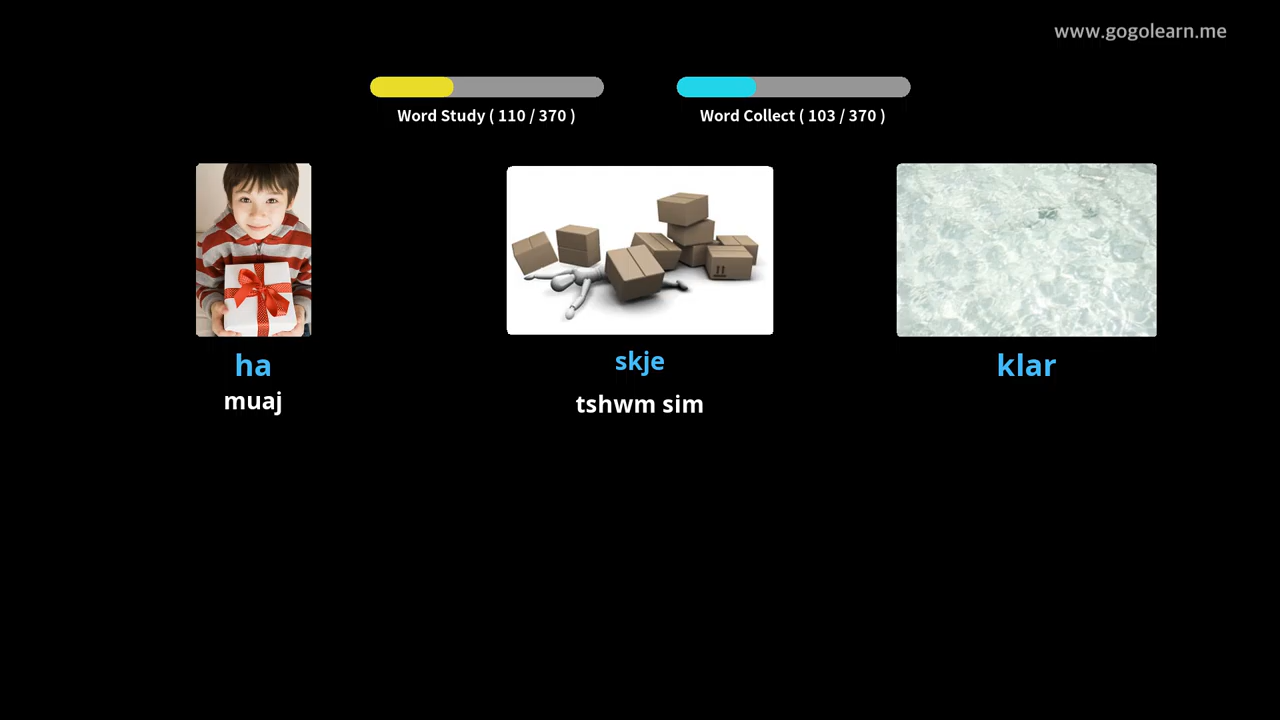 www.gogolearn.me
Word Study ( 110 / 370 )
Word Collect ( 103 / 370 )
ha
muaj
skje
tshwm sim
klar